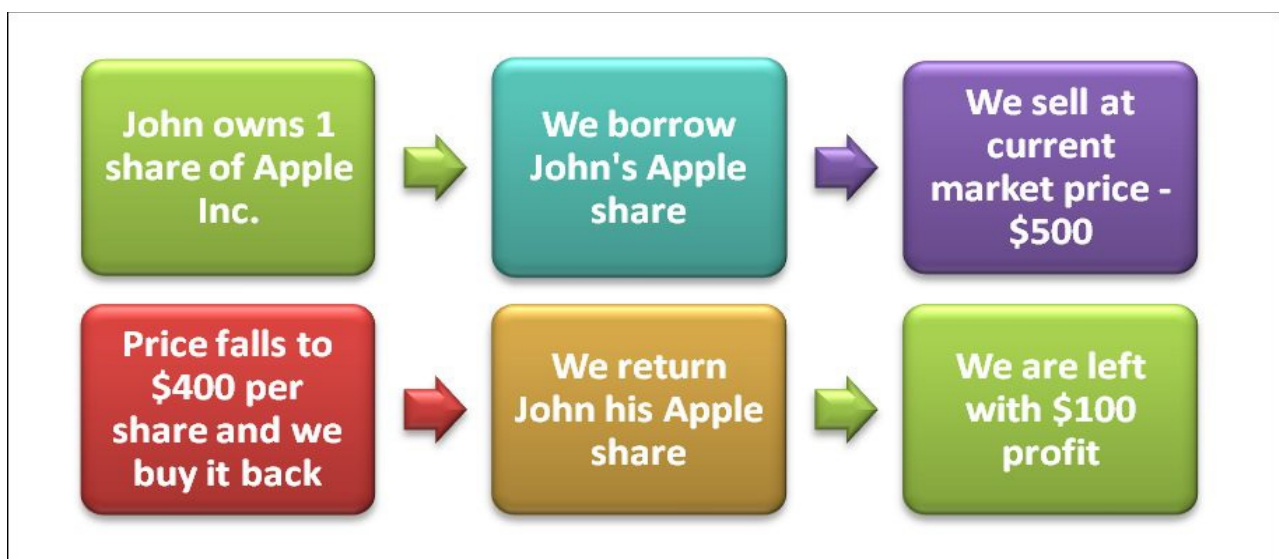 John owns 1
share of Apple
Inc.
We borrow
John's Apple
share
We sell at
current
market price -
$500
Price falls to
$400 per
share and we
buy it back
We return
John his Apple
share
We are left
with $100
profit